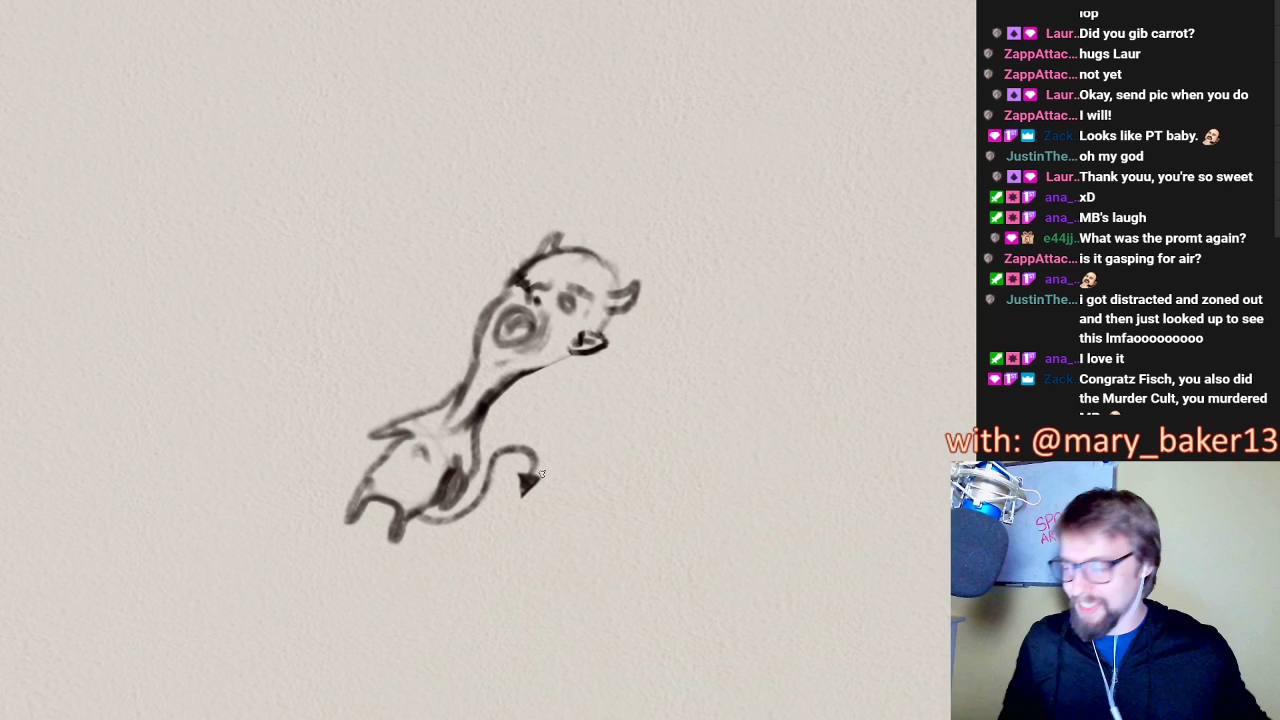 lop
Laur..Did you gib carrot?
ZappAttac...hugs Laur
ZappAttac...not yet
Laur..Okay, send pic when you do
ZappAttac...I will!
Zack.Looks like PT baby.
JustinThe...oh my god
Laur..Thank youu, you're so sweet
ana_..xD
ana_..MB's laugh
e44jj..What was the promt again?
ZappAttac...is it gasping for air?
ana_..
JustinThe...i got distracted and zoned out
and then just looked up to see
this lmfaooooooooo
ana_..I love it
Zack.Congratz Fisch, you also did
the Murder Cult, you murdered
with: @mary_baker13